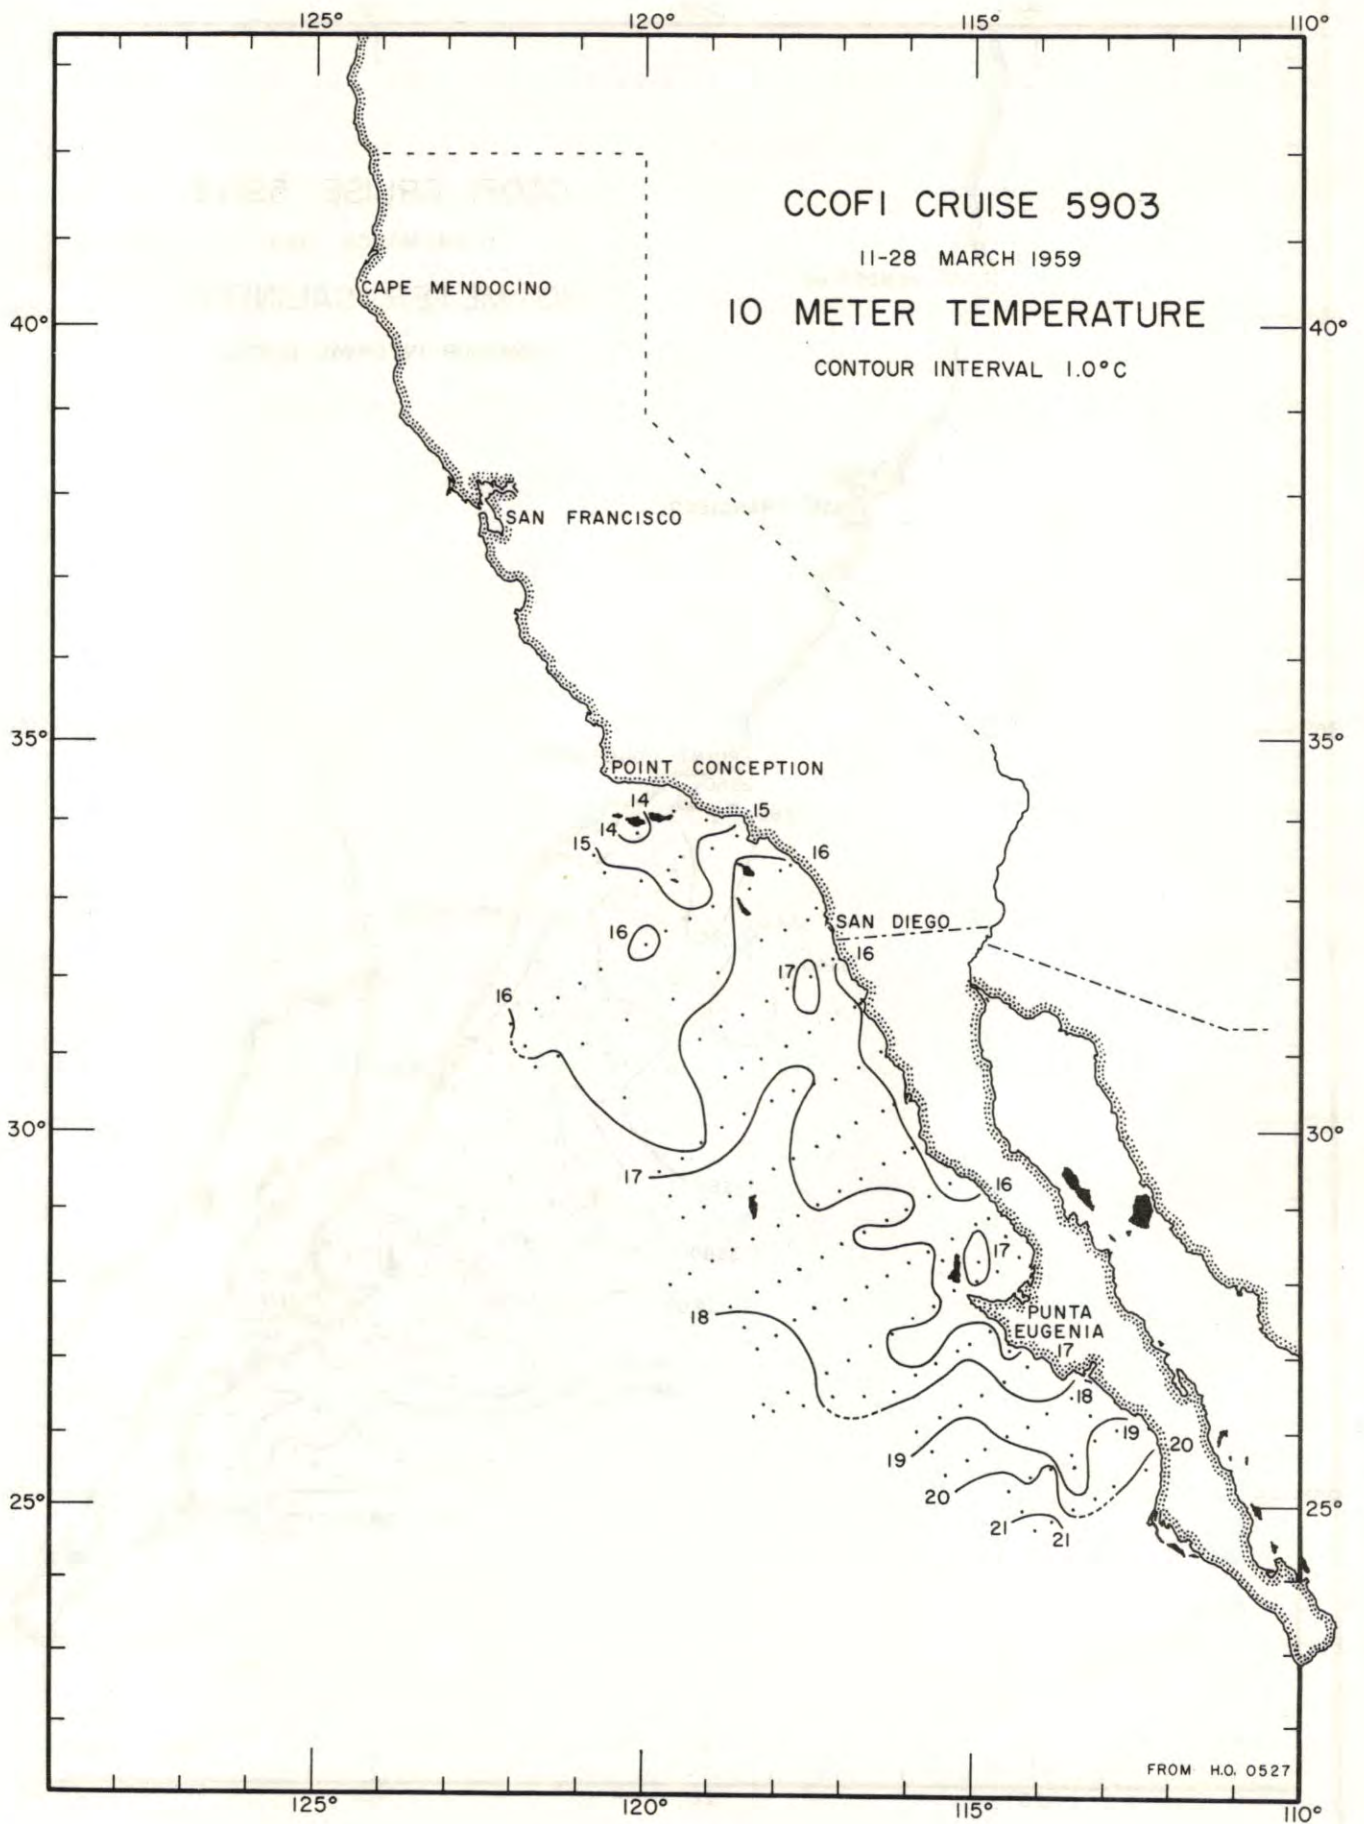 125° 120° 115° 110°
CCOFI CRUISE 5903
11-28 MARCH 1959
10 METER TEMPERATURE
CONTOUR INTERVAL 1.0°C
CAPE MENDOCINO
40° 40°
SAN FRANCISCO
35° 35°
POINT CONCEPTION
14
15
14
15
16
SAN DIEGO
16
16
17
16
30° 30°
17
16
17
18
PUNTA
EUGENIA
17
18
19
20
19
20
25° 25°
21
21
FROM H.O. 0527
125° 120° 115° 110°